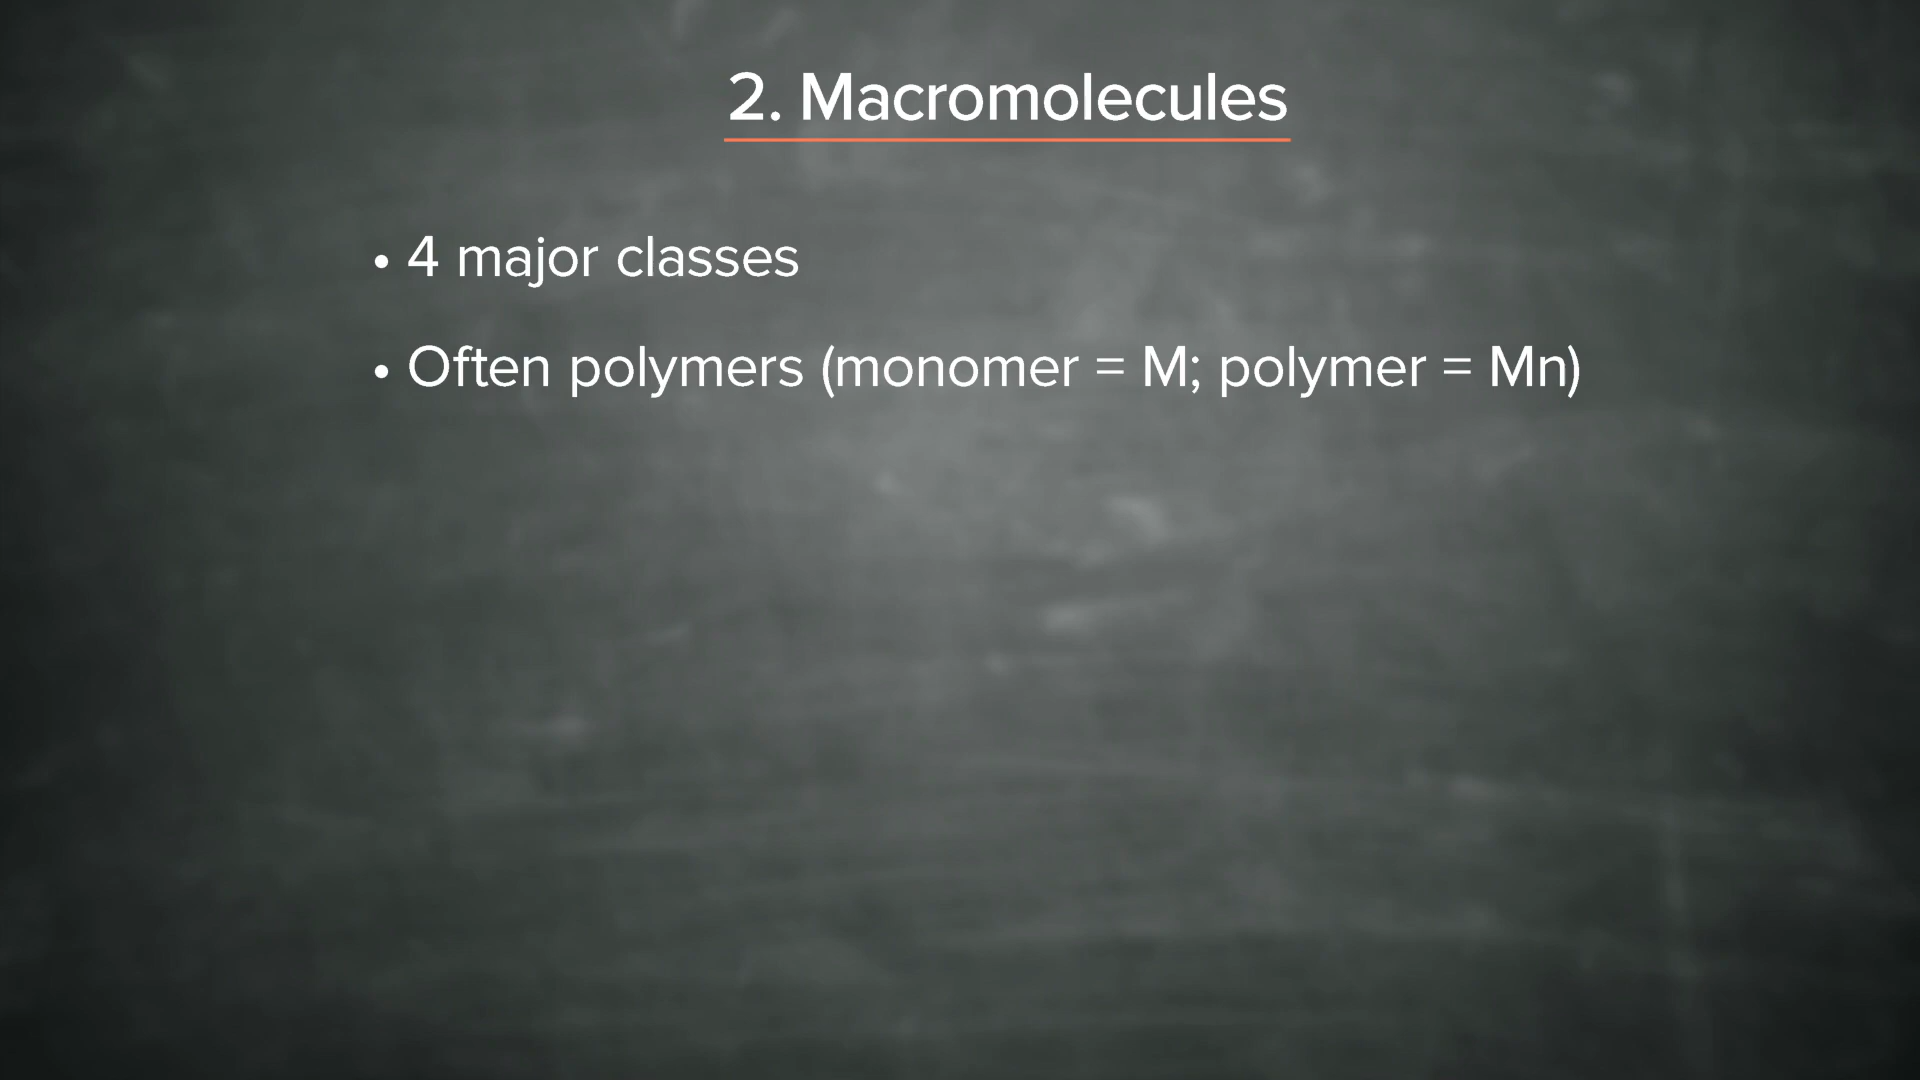 2. Macromolecules
• 4 major classes
• Often polymers (monomer = M; polymer = Mn)